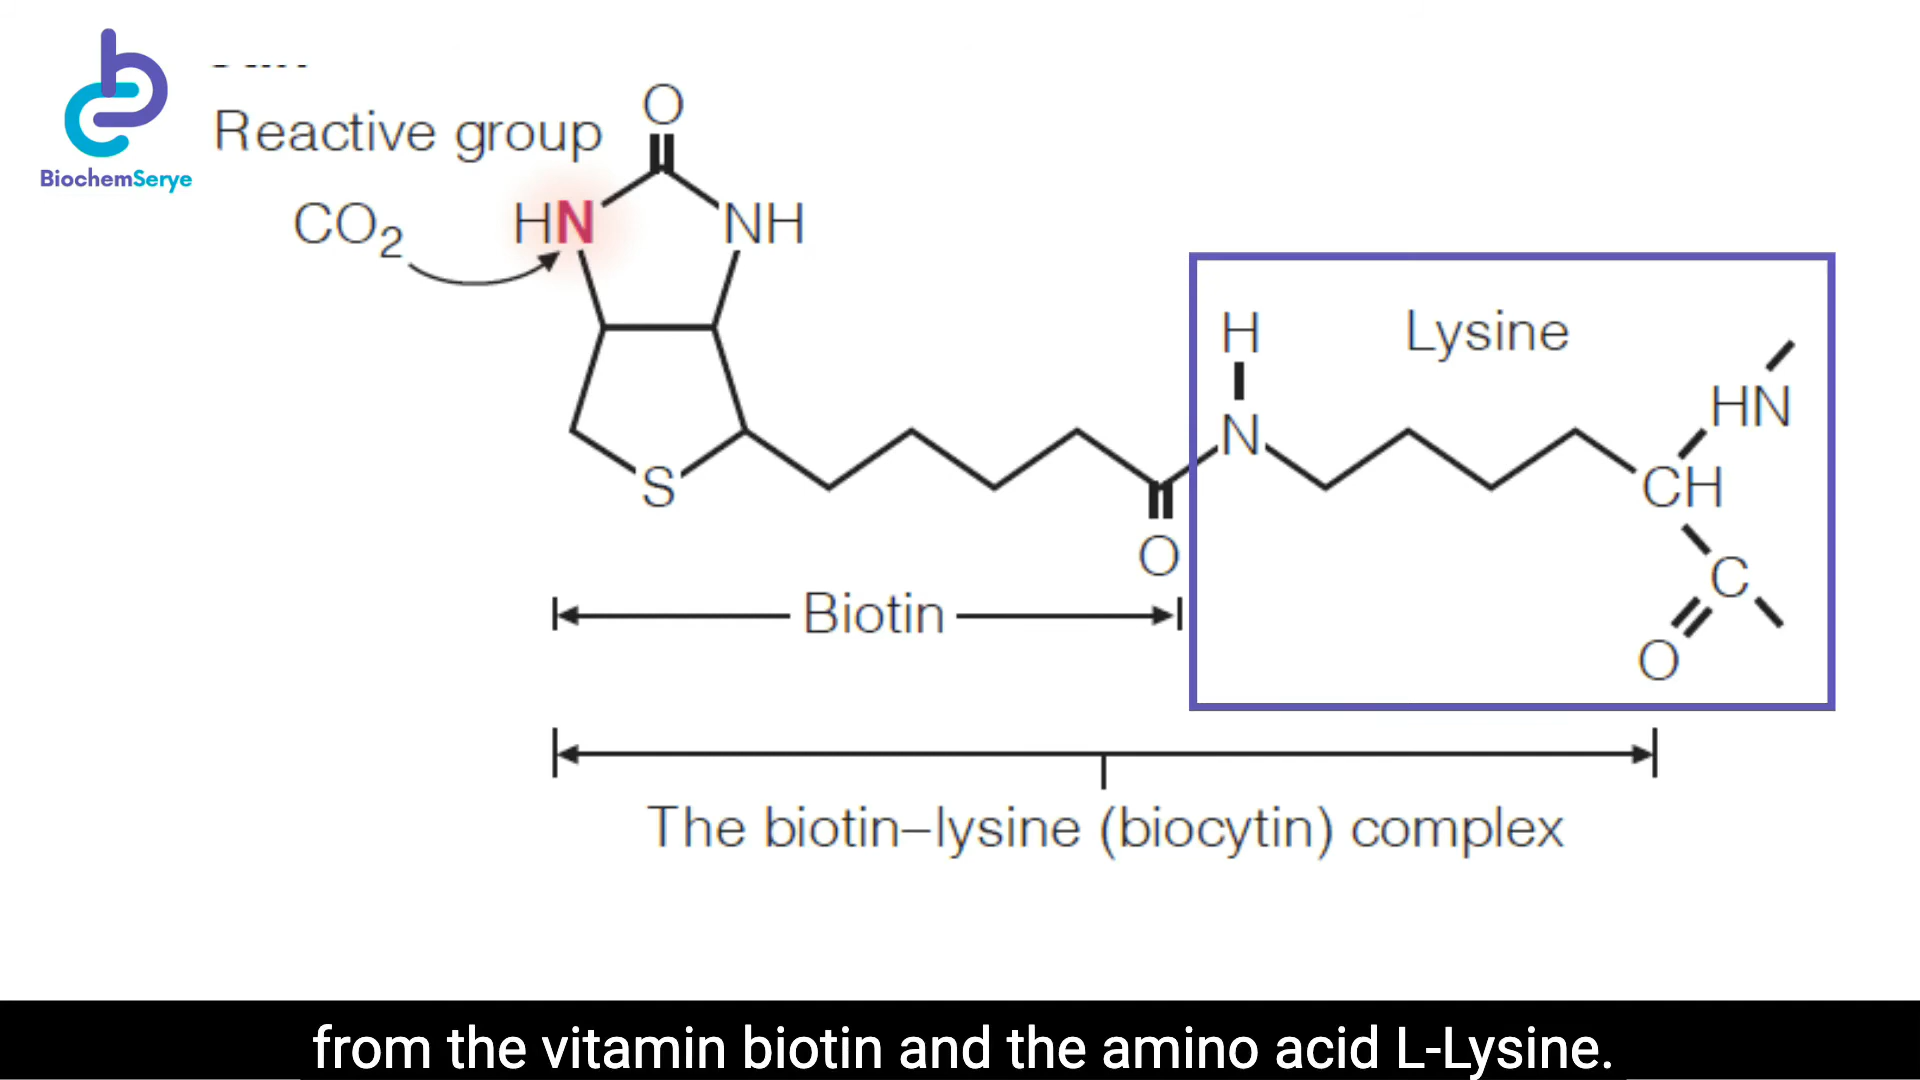 Reactive group
BiochemSerye
CO2
O
HN
NH
S
O
H
N
Lysine
HN
CH
C
O
Biotin
The biotin–lysine (biocytin) complex
from the vitamin biotin and the amino acid L-Lysine.